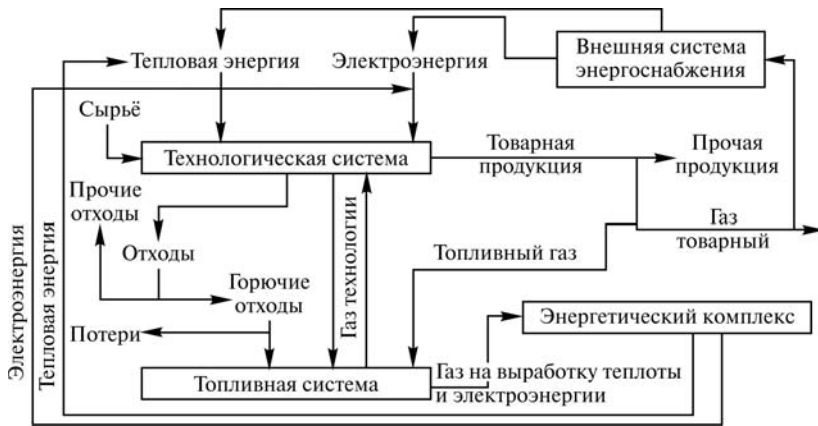 Внешняя система
энергоснабжения
Тепловая энергия
Электроэнергия
Сырьё
Технологическая система
Товарная
продукция
Прочая
продукция
Прочие
отходы
Газ
товарный
Отходы
Горючие
отходы
Газ технологии
Топливный газ
Электроэнергия
Тепловая энергия
Потери
Энергетический комплекс
Топливная система
Газ на выработку теплоты
и электроэнергии